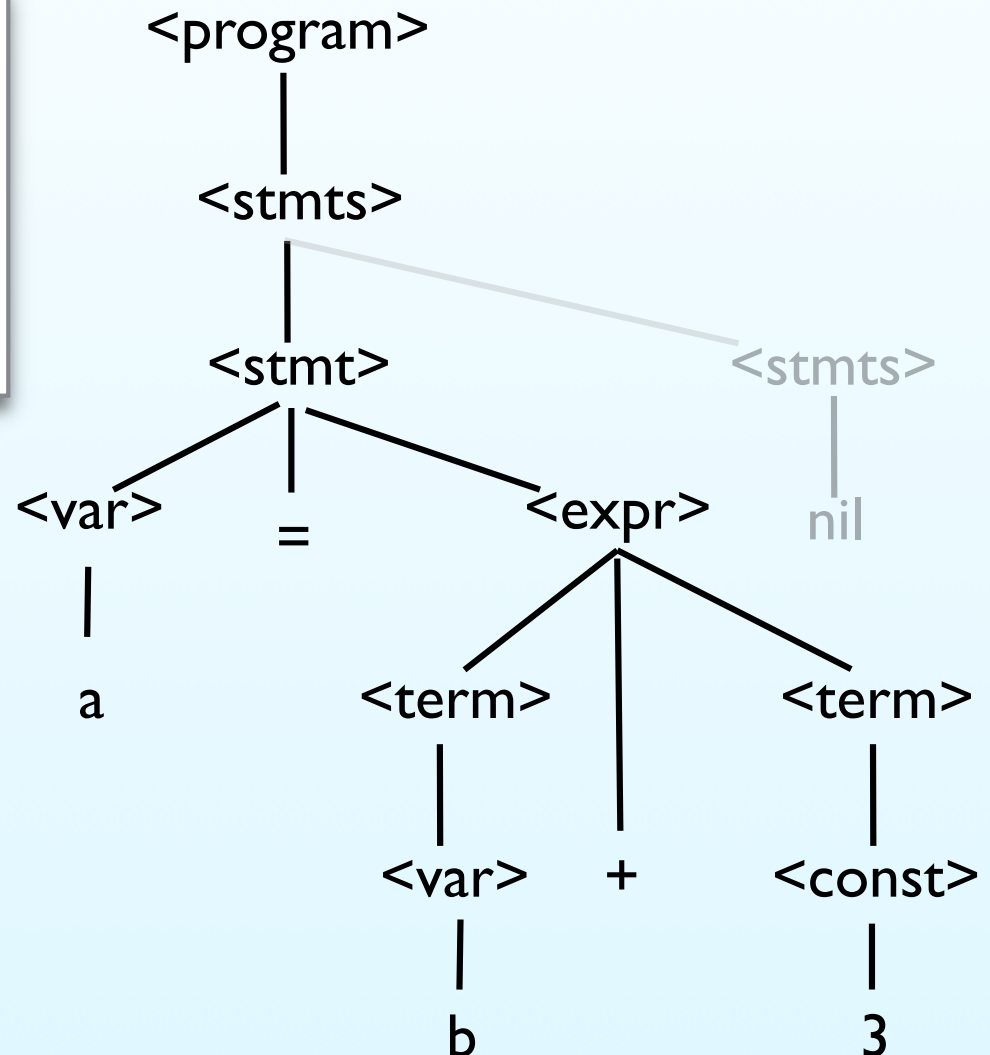 <program>
<stmts>
<stmt> <stmts>
<var> = <expr> nil
a <term> <term>
<var> + <const>
b 3